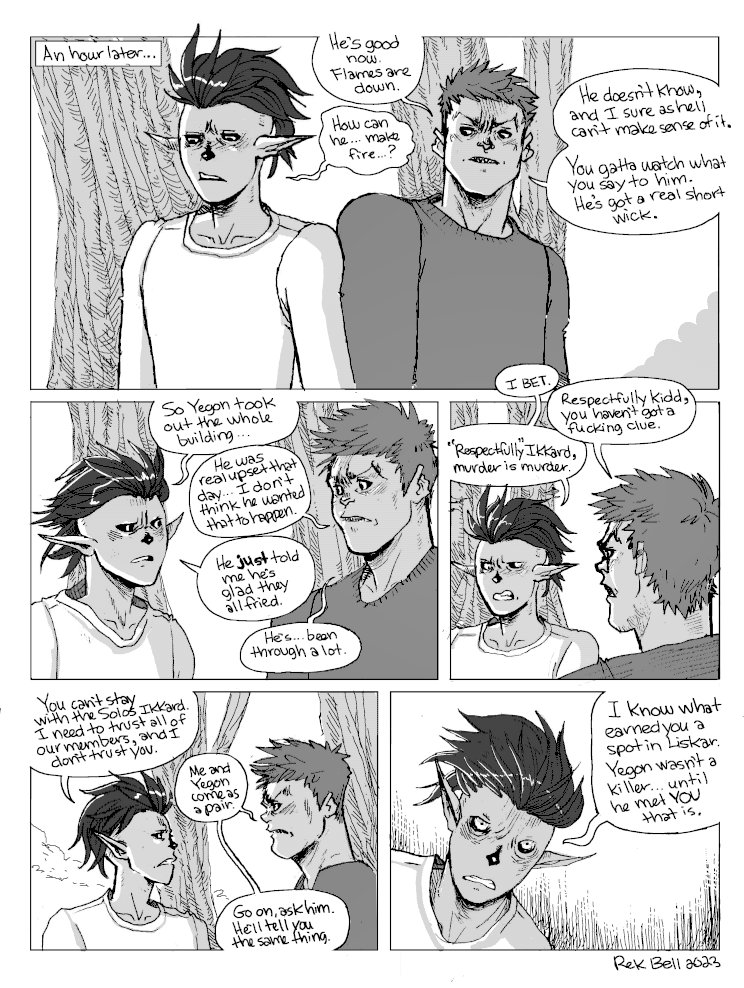 An hour later...
He's good
now.
Flames are
down.
How can
he... make
fire...?
He doesn't know,
and I sure as hell
can't make sense of it.
You gatta watch what
you say to him.
He's got a real short
wick.
So Yegon took
out the whole
building...
He was
real upset that
day... I don't
think he wanted
that to happen.
He just told
me he's
glad they
all fried.
He's... been
through a lot.
I BET.
Respectfully Kidd,
you haven't got a
fucking clue.
"Respectfully" Ikkard,
murder is murder.
You can't stay
with the Solos Ikkard.
I need to trust all of
our members, and I
don't trust you.
Me and
Yegon
come as
a pair.
Go on, ask him.
He'll tell you
the same thing.
I know what
earned you a
spot in Liskar.
Yegon wasn't a
killer... until
he met YOU
that is.
Rek Bell 2023